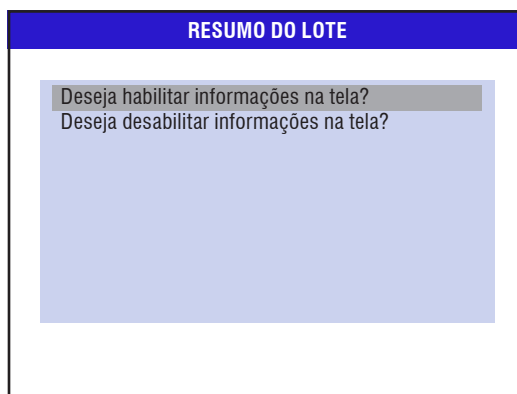 RESUMO DO LOTE
Deseja habilitar informações na tela?
Deseja desabilitar informações na tela?